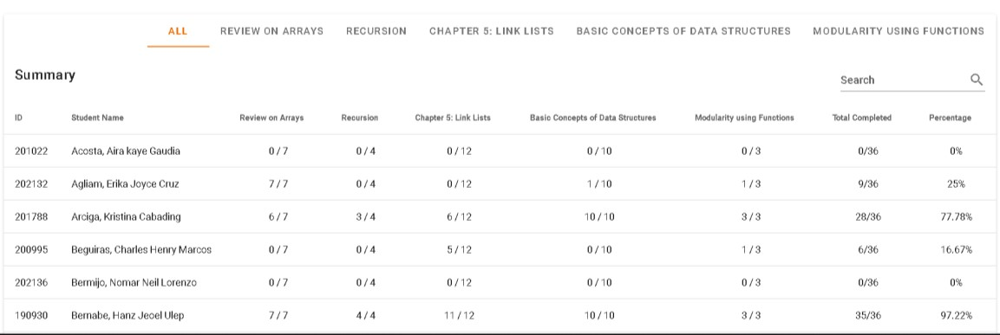 ALL REVIEW ON ARRAYS RECURSION CHAPTER 5: LINK LISTS BASIC CONCEPTS OF DATA STRUCTURES MODULARITY USING FUNCTIONS
Summary
Search
ID Student Name Review on Arrays Recursion Chapter 5: Link Lists Basic Concepts of Data Structures Modularity using Functions Total Completed Percentage
201022 Acosta, Aira kaye Gaudia 0 / 7 0 / 4 0 / 12 0 / 10 0 / 3 0/36 0%
202132 Agliam, Erika Joyce Cruz 7 / 7 0 / 4 0 / 12 1 / 10 1 / 3 9/36 25%
201788 Arciga, Kristina Cabading 6 / 7 3 / 4 6 / 12 10 / 10 3 / 3 28/36 77.78%
200995 Beguiras, Charles Henry Marcos 0 / 7 0 / 4 5 / 12 0 / 10 1 / 3 6/36 16.67%
202136 Bermijo, Nomar Neil Lorenzo 0 / 7 0 / 4 0 / 12 0 / 10 0 / 3 0/36 0%
190930 Bernabe, Hanz Jeoel Ulep 7 / 7 4 / 4 11 / 12 10 / 10 3 / 3 35/36 97.22%